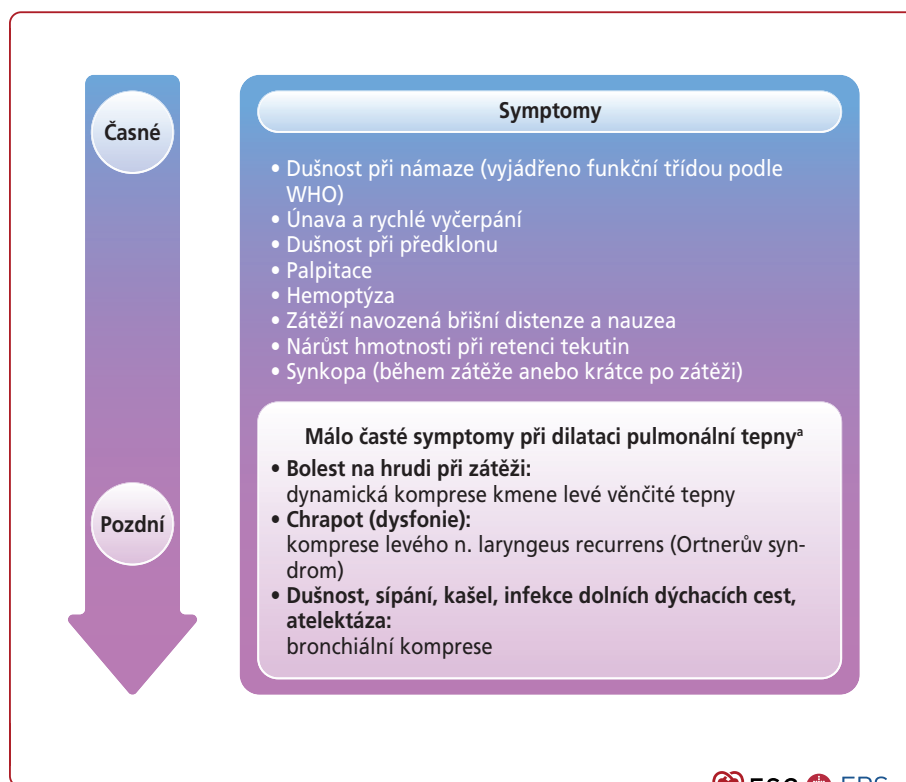 Časné
Symptomy
• Dušnost při námaze (vyjádřeno funkční třídou podle
WHO)
• Únava a rychlé vyčerpání
• Dušnost při předklonu
• Palpitace
• Hemoptýza
• Zátěží navozená břišní distenze a nauzea
• Nárůst hmotnosti při retenci tekutin
• Synkopa (během zátěže anebo krátce po zátěži)
Málo časté symptomy při dilataci pulmonální tepnyᵃ
• Bolest na hrudi při zátěži:
dynamická komprese kmene levé věnčité tepny
• Chrapot (dysfonie):
komprese levého n. laryngeus recurrens (Ortnerův syn-
drom)
• Dušnost, sípání, kašel, infekce dolních dýchacích cest,
atelektáza:
bronchiální komprese
Pozdní